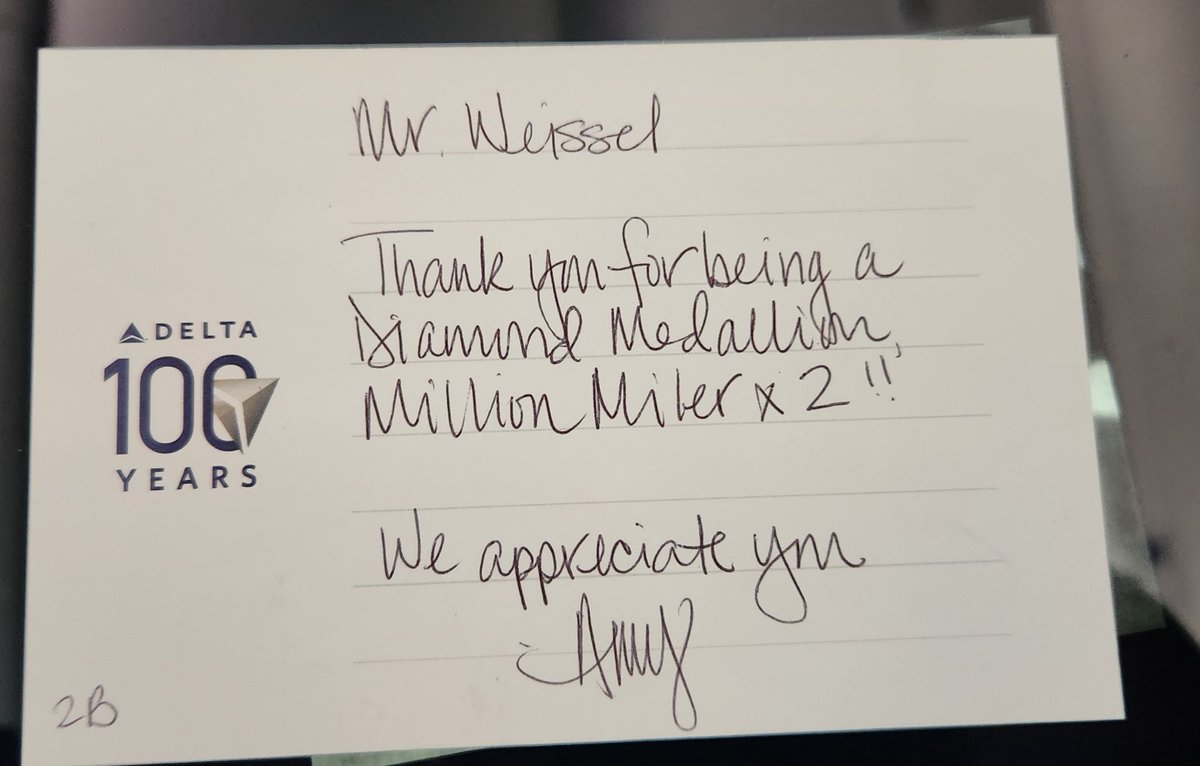 Mr. Weissel
Thank you for being a
Diamond Medallion,
Million Miler x 2 !!
We appreciate you
Amy
DELTA
100
YEARS
2B